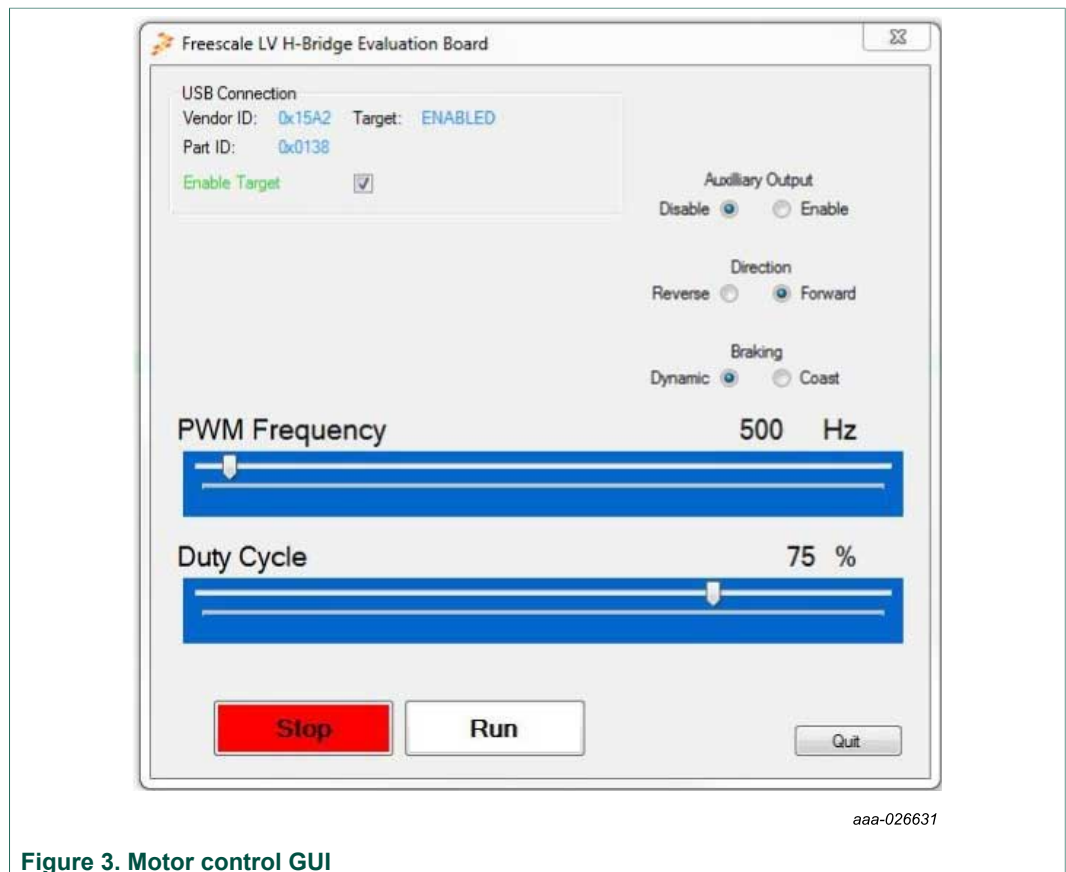 Freescale LV H-Bridge Evaluation Board
USB Connection
Vendor ID: 0x15A2 Target: ENABLED
Part ID: 0x0138
Enable Target
Auxilliary Output
Disable Enable
Direction
Reverse Forward
Braking
Dynamic Coast
PWM Frequency 500 Hz
Duty Cycle 75 %
Stop Run
Quit
aaa-026631
Figure 3. Motor control GUI